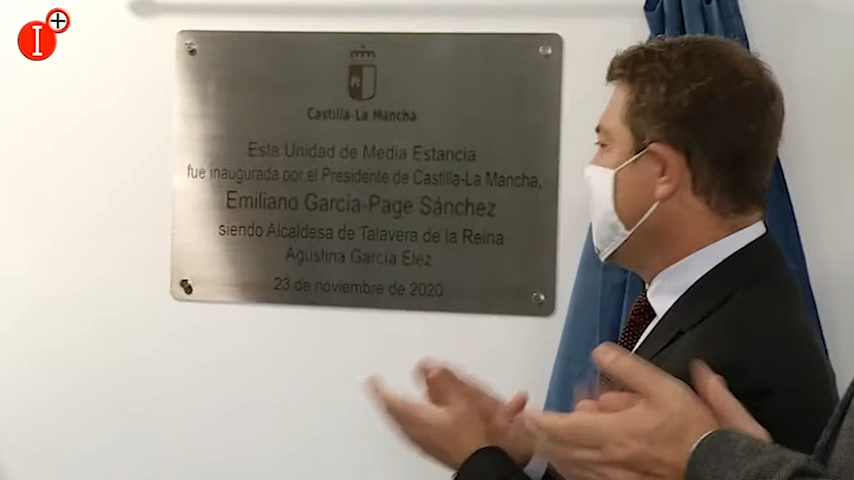 I+
Castilla-La Mancha
Esta Unidad de Media Estancia
fue inaugurada por el Presidente de Castilla-La Mancha,
Emiliano García-Page Sánchez
siendo Alcaldesa de Talavera de la Reina
Agustina García Élez
23 de noviembre de 2020